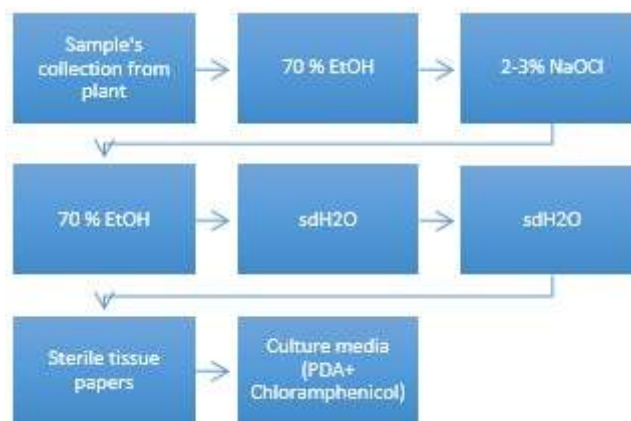 Sample's
collection from
plant
70 % EtOH
2-3% NaOCl
70 % EtOH
sdH2O
sdH2O
Sterile tissue
papers
Culture media
(PDA+
Chloramphenicol)